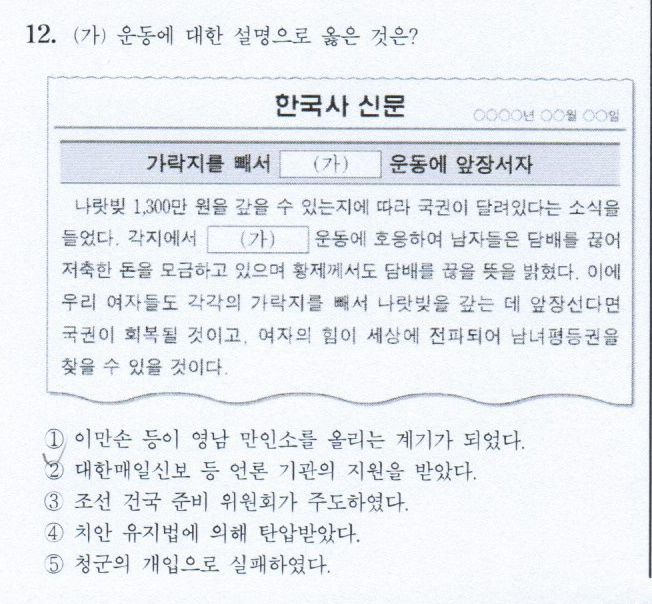 12. (가) 운동에 대한 설명으로 옳은 것은?
한국사 신문
○○○○년 ○○월 ○○일
가락지를 빼서 (가) 운동에 앞장서자
나랏빚 1,300만 원을 갚을 수 있는지에 따라 국권이 달려있다는 소식을
들었다. 각지에서 (가) 운동에 호응하여 남자들은 담배를 끊어
저축한 돈을 모금하고 있으며 황제께서도 담배를 끊을 뜻을 밝혔다. 이에
우리 여자들도 각각의 가락지를 빼서 나랏빚을 갚는 데 앞장선다면
국권이 회복될 것이고, 여자의 힘이 세상에 전파되어 남녀평등권을
찾을 수 있을 것이다.
① 이만손 등이 영남 만인소를 올리는 계기가 되었다.
② 대한매일신보 등 언론 기관의 지원을 받았다.
③ 조선 건국 준비 위원회가 주도하였다.
④ 치안 유지법에 의해 탄압받았다.
⑤ 청군의 개입으로 실패하였다.